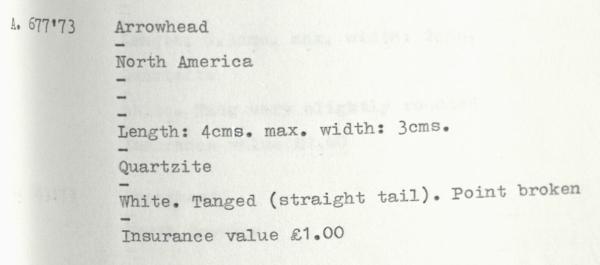 A. 677'73 Arrowhead
-
North America
-
-
-
Length: 4cms. max. width: 3cms.
-
Quartzite
-
White. Tanged (straight tail). Point broken
-
Insurance value £1.00